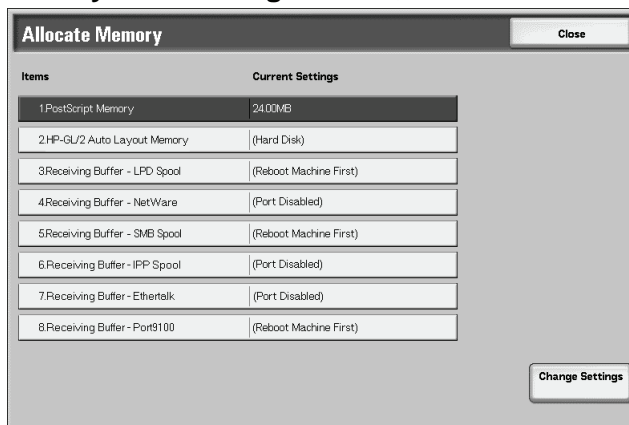 Allocate Memory
Close
Items Current Settings
1.PostScript Memory 24.00MB
2.HP-GL/2 Auto Layout Memory (Hard Disk)
3.Receiving Buffer - LPD Spool (Reboot Machine First)
4.Receiving Buffer - NetWare (Port Disabled)
5.Receiving Buffer - SMB Spool (Reboot Machine First)
6.Receiving Buffer - IPP Spool (Port Disabled)
7.Receiving Buffer - Ethertalk (Port Disabled)
8.Receiving Buffer - Port9100 (Reboot Machine First)
Change Settings